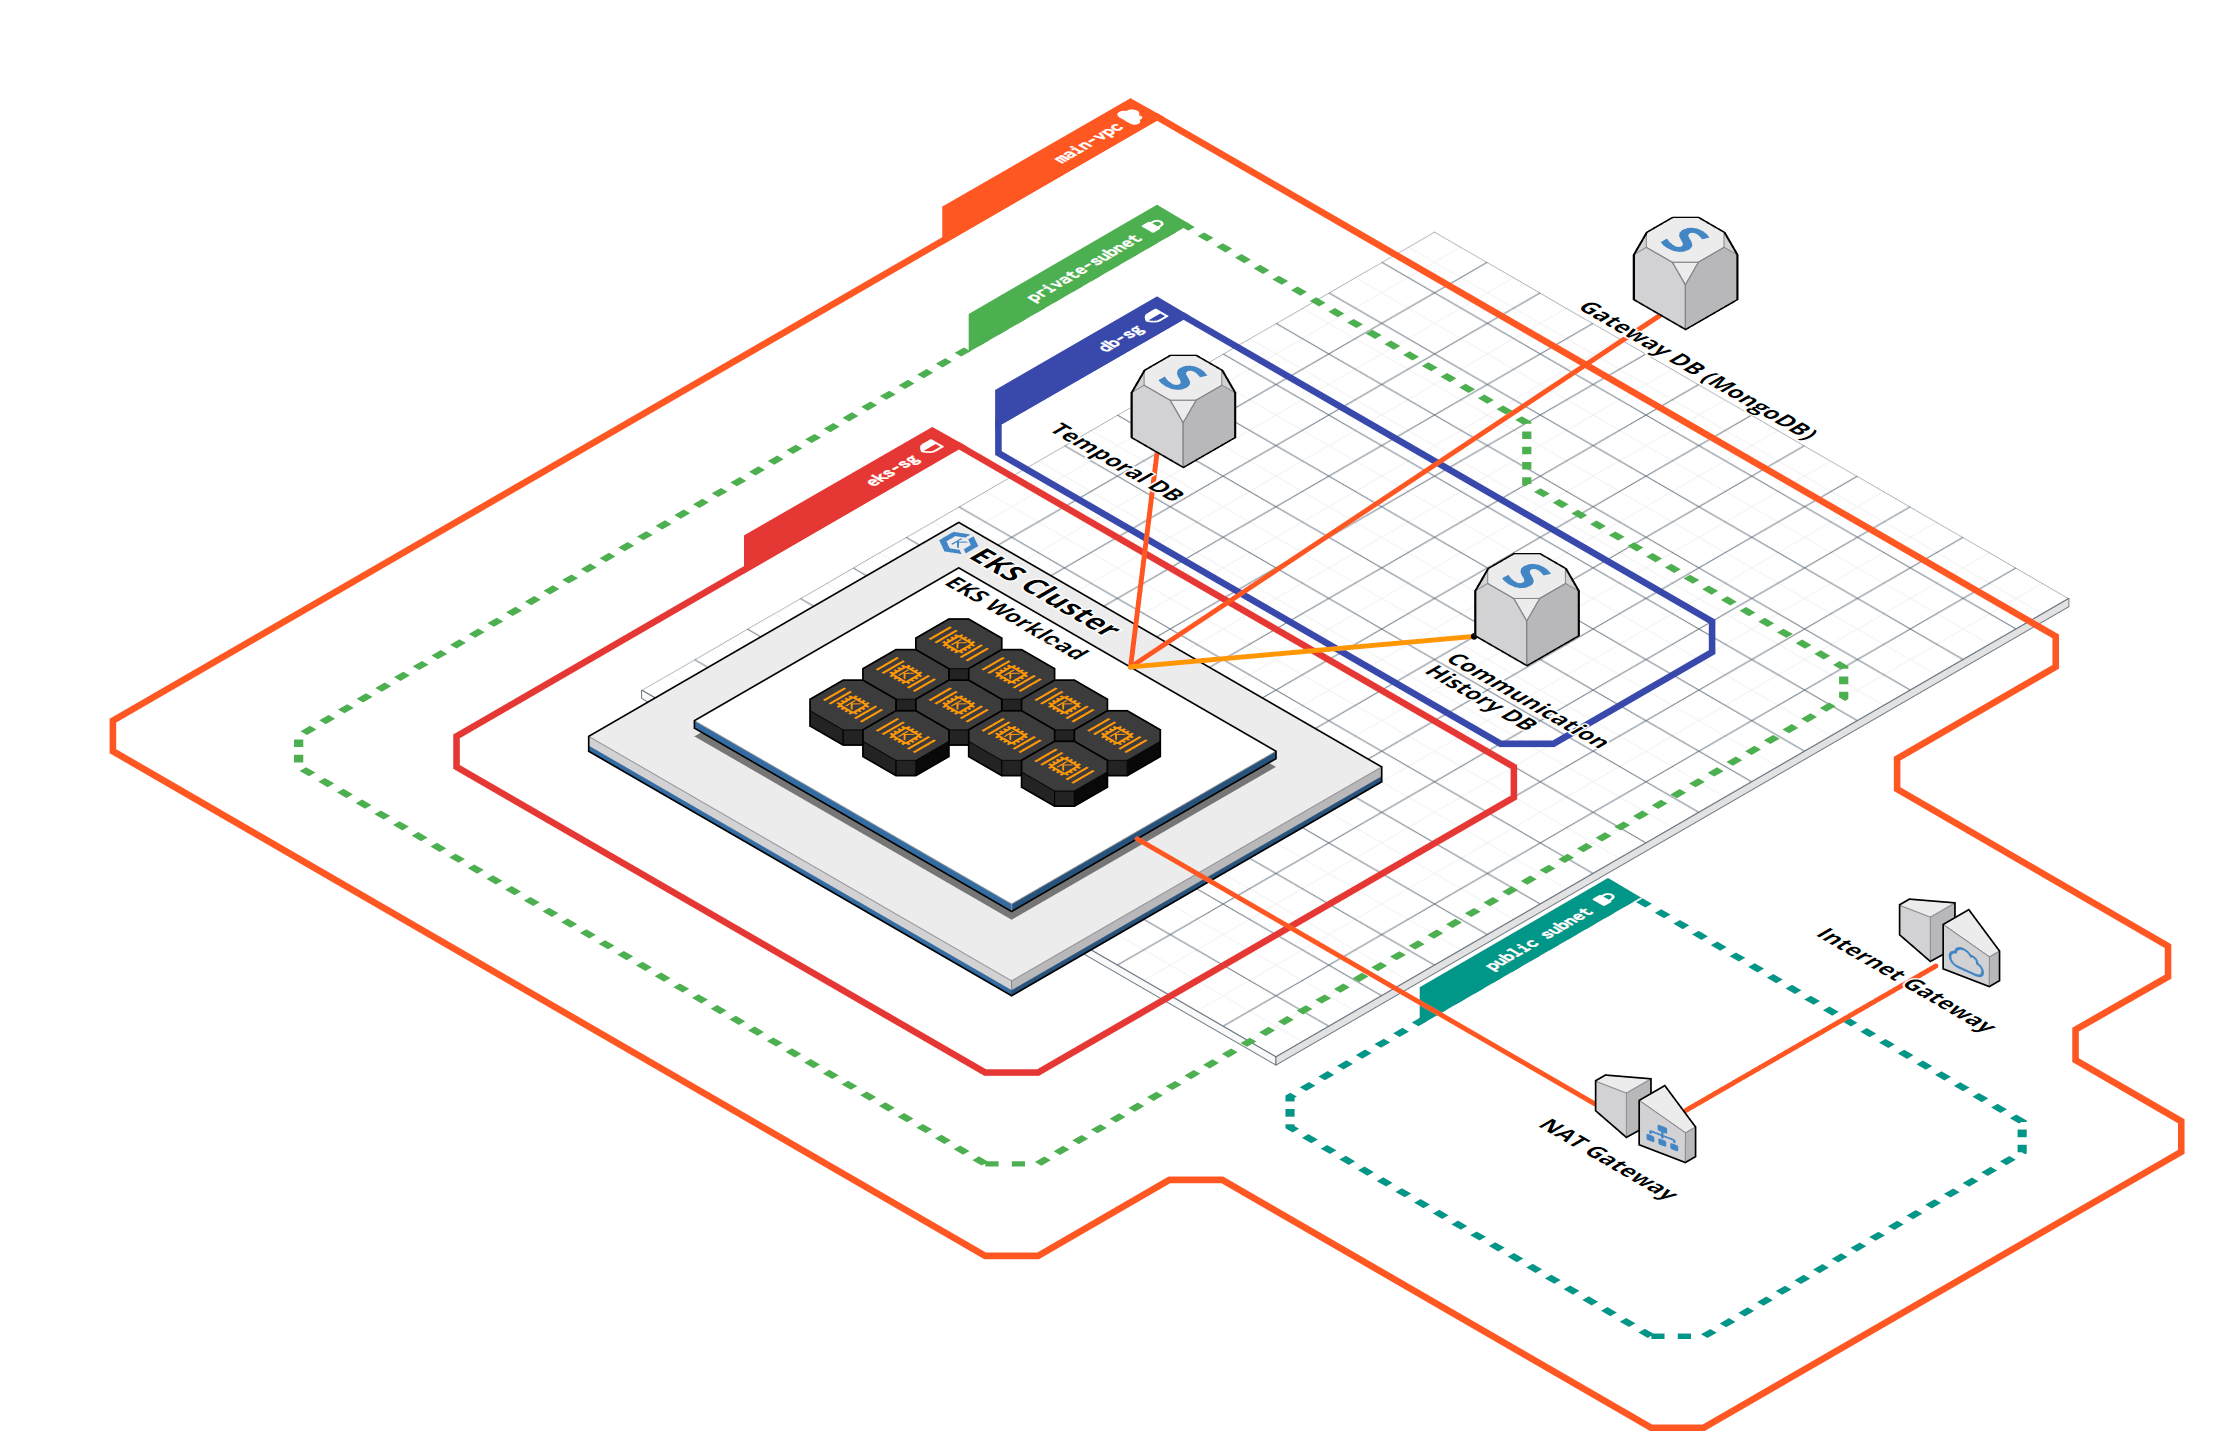 main-vpc
private-subnet
db-sg
eks-sg
Gateway DB (MongoDB)
Temporal DB
EKS Cluster
EKS Workload
Communication
History DB
public subnet
Internet Gateway
NAT Gateway